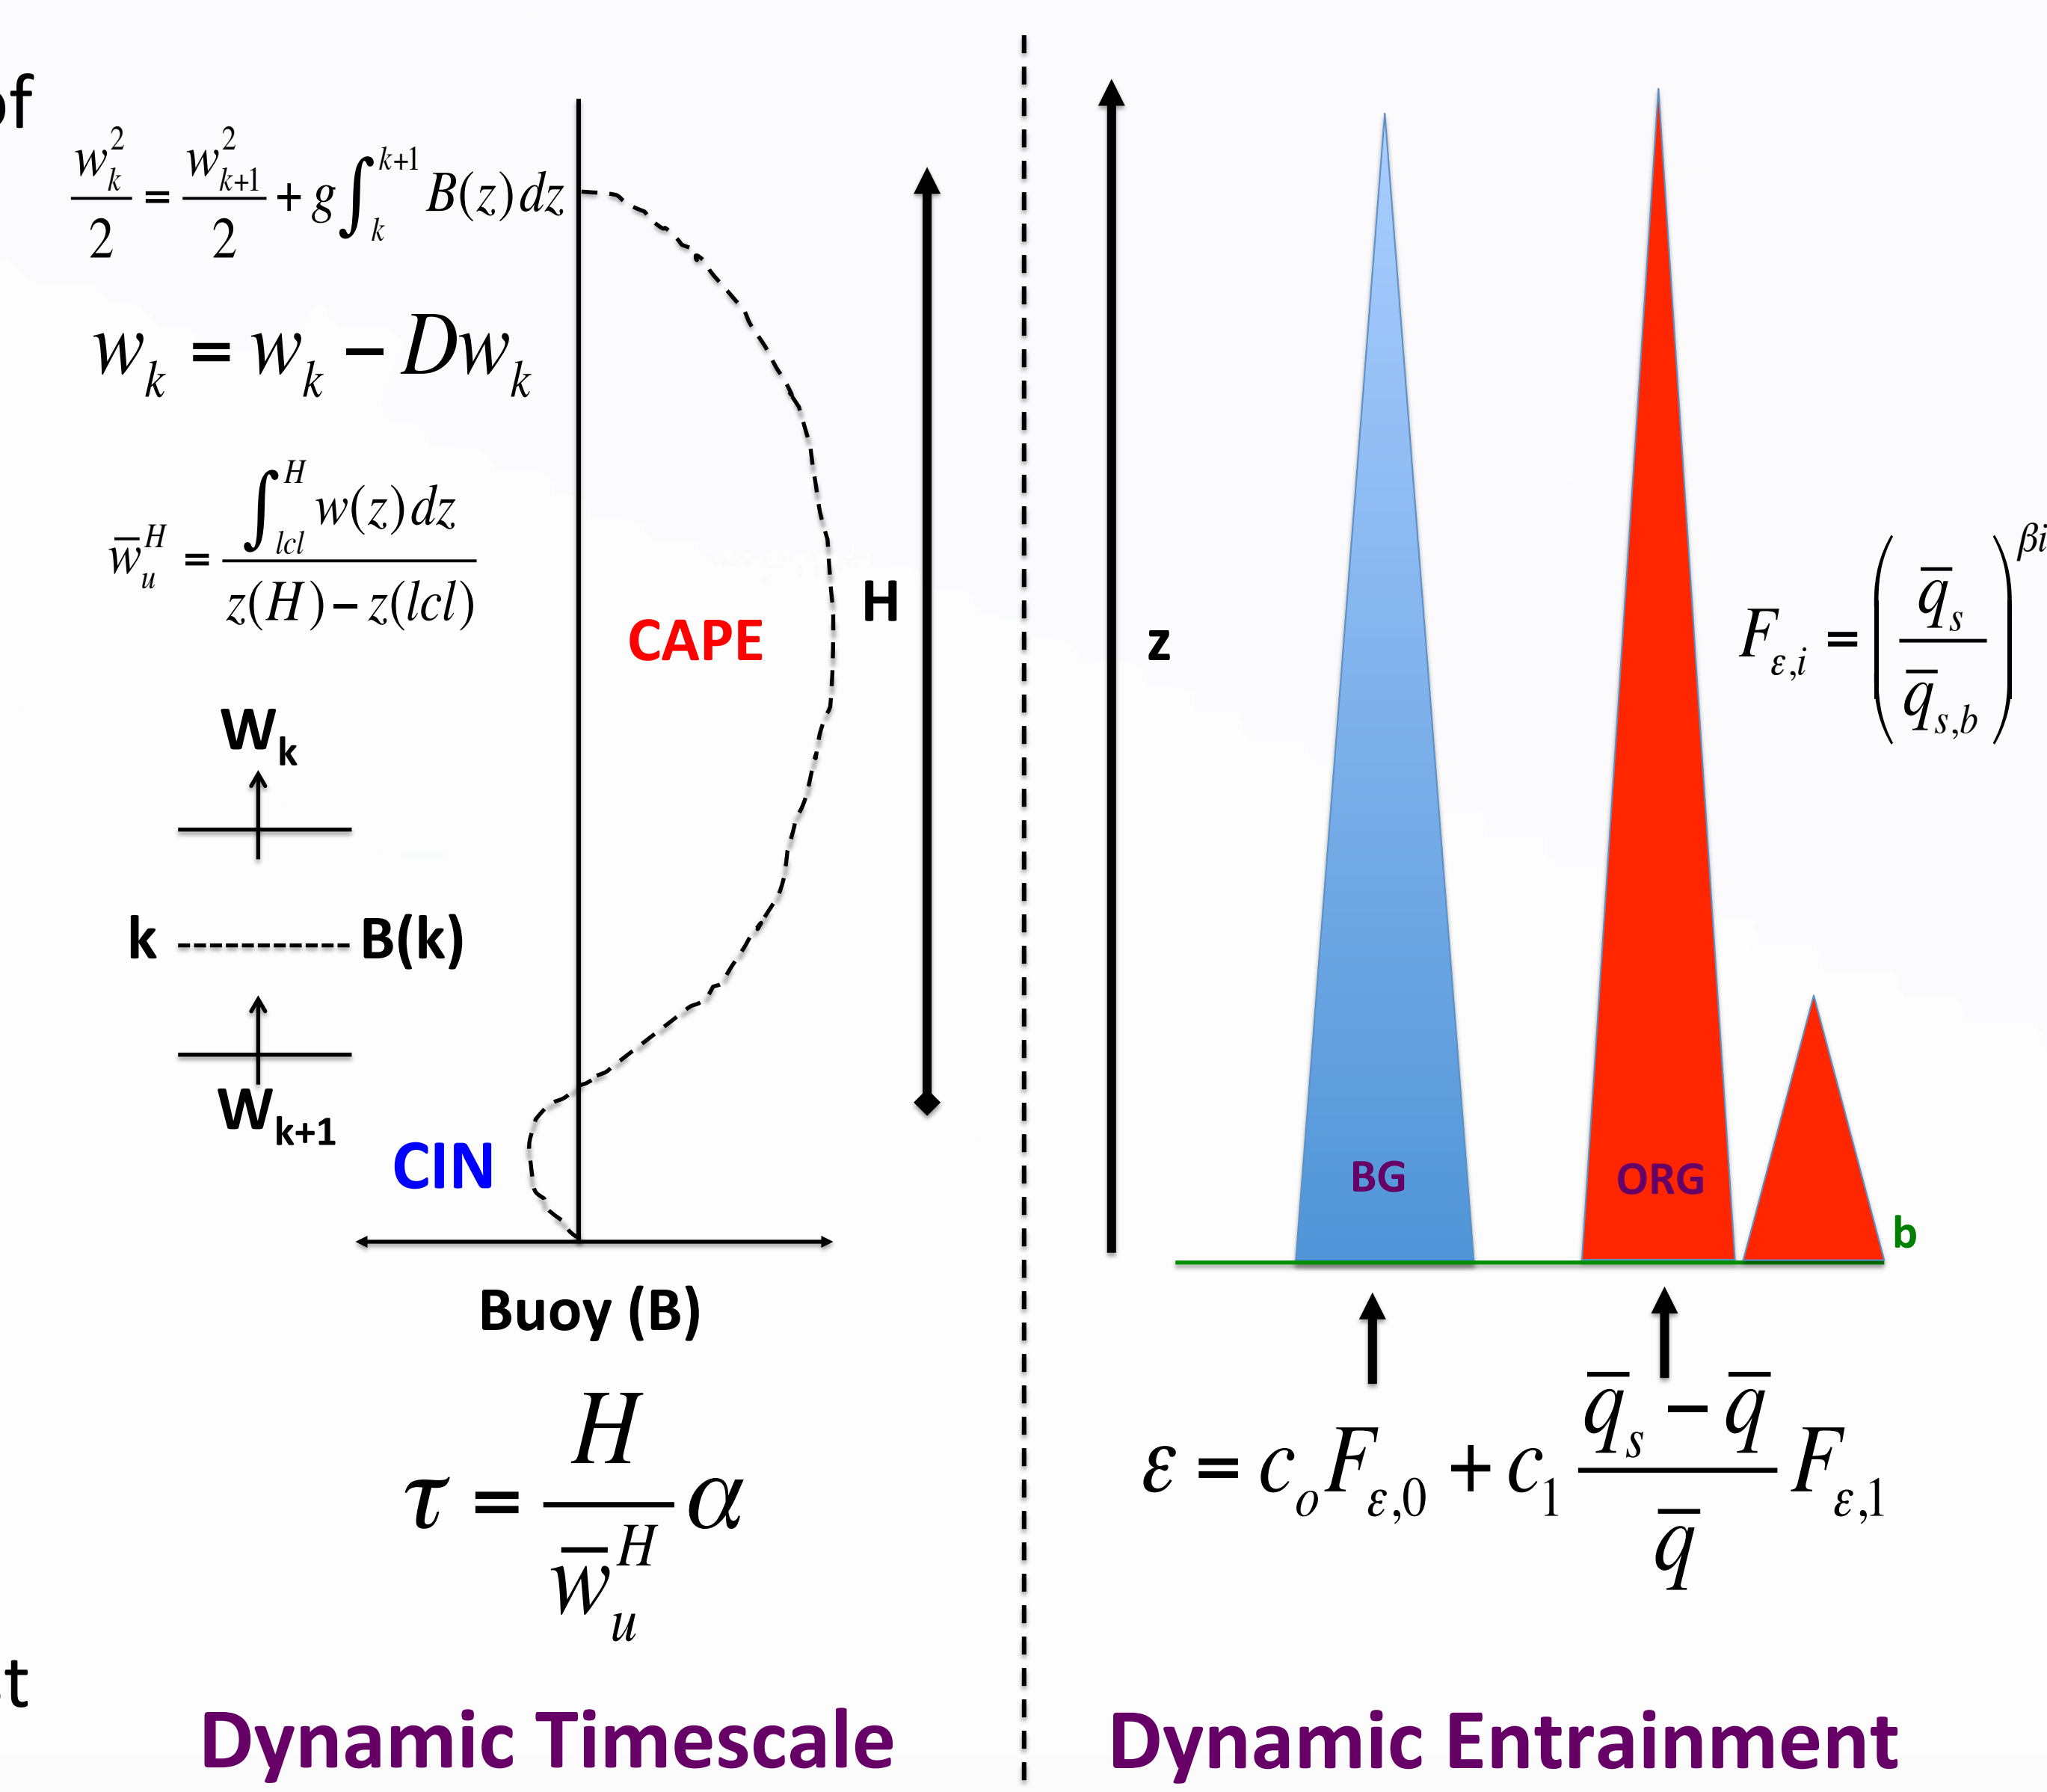 of
w_k^2/2 = w_{k+1}^2/2 + g∫_k^{k+1} B(z)dz
w_k = w_k − Dw_k
w̄_u^H = ∫_{lcl}^H w(z)dz / (z(H) − z(lcl))
CAPE
H
W_k
k
B(k)
W_{k+1}
CIN
Buoy (B)
τ = H/w̄_u^H α
t
Dynamic Timescale
z
F_{ε,i} = (q̄_s/q̄_{s,b})^{βi}
BG
ORG
b
ε = c_o F_{ε,0} + c_1 (q̄_s − q̄)/q̄ F_{ε,1}
Dynamic Entrainment